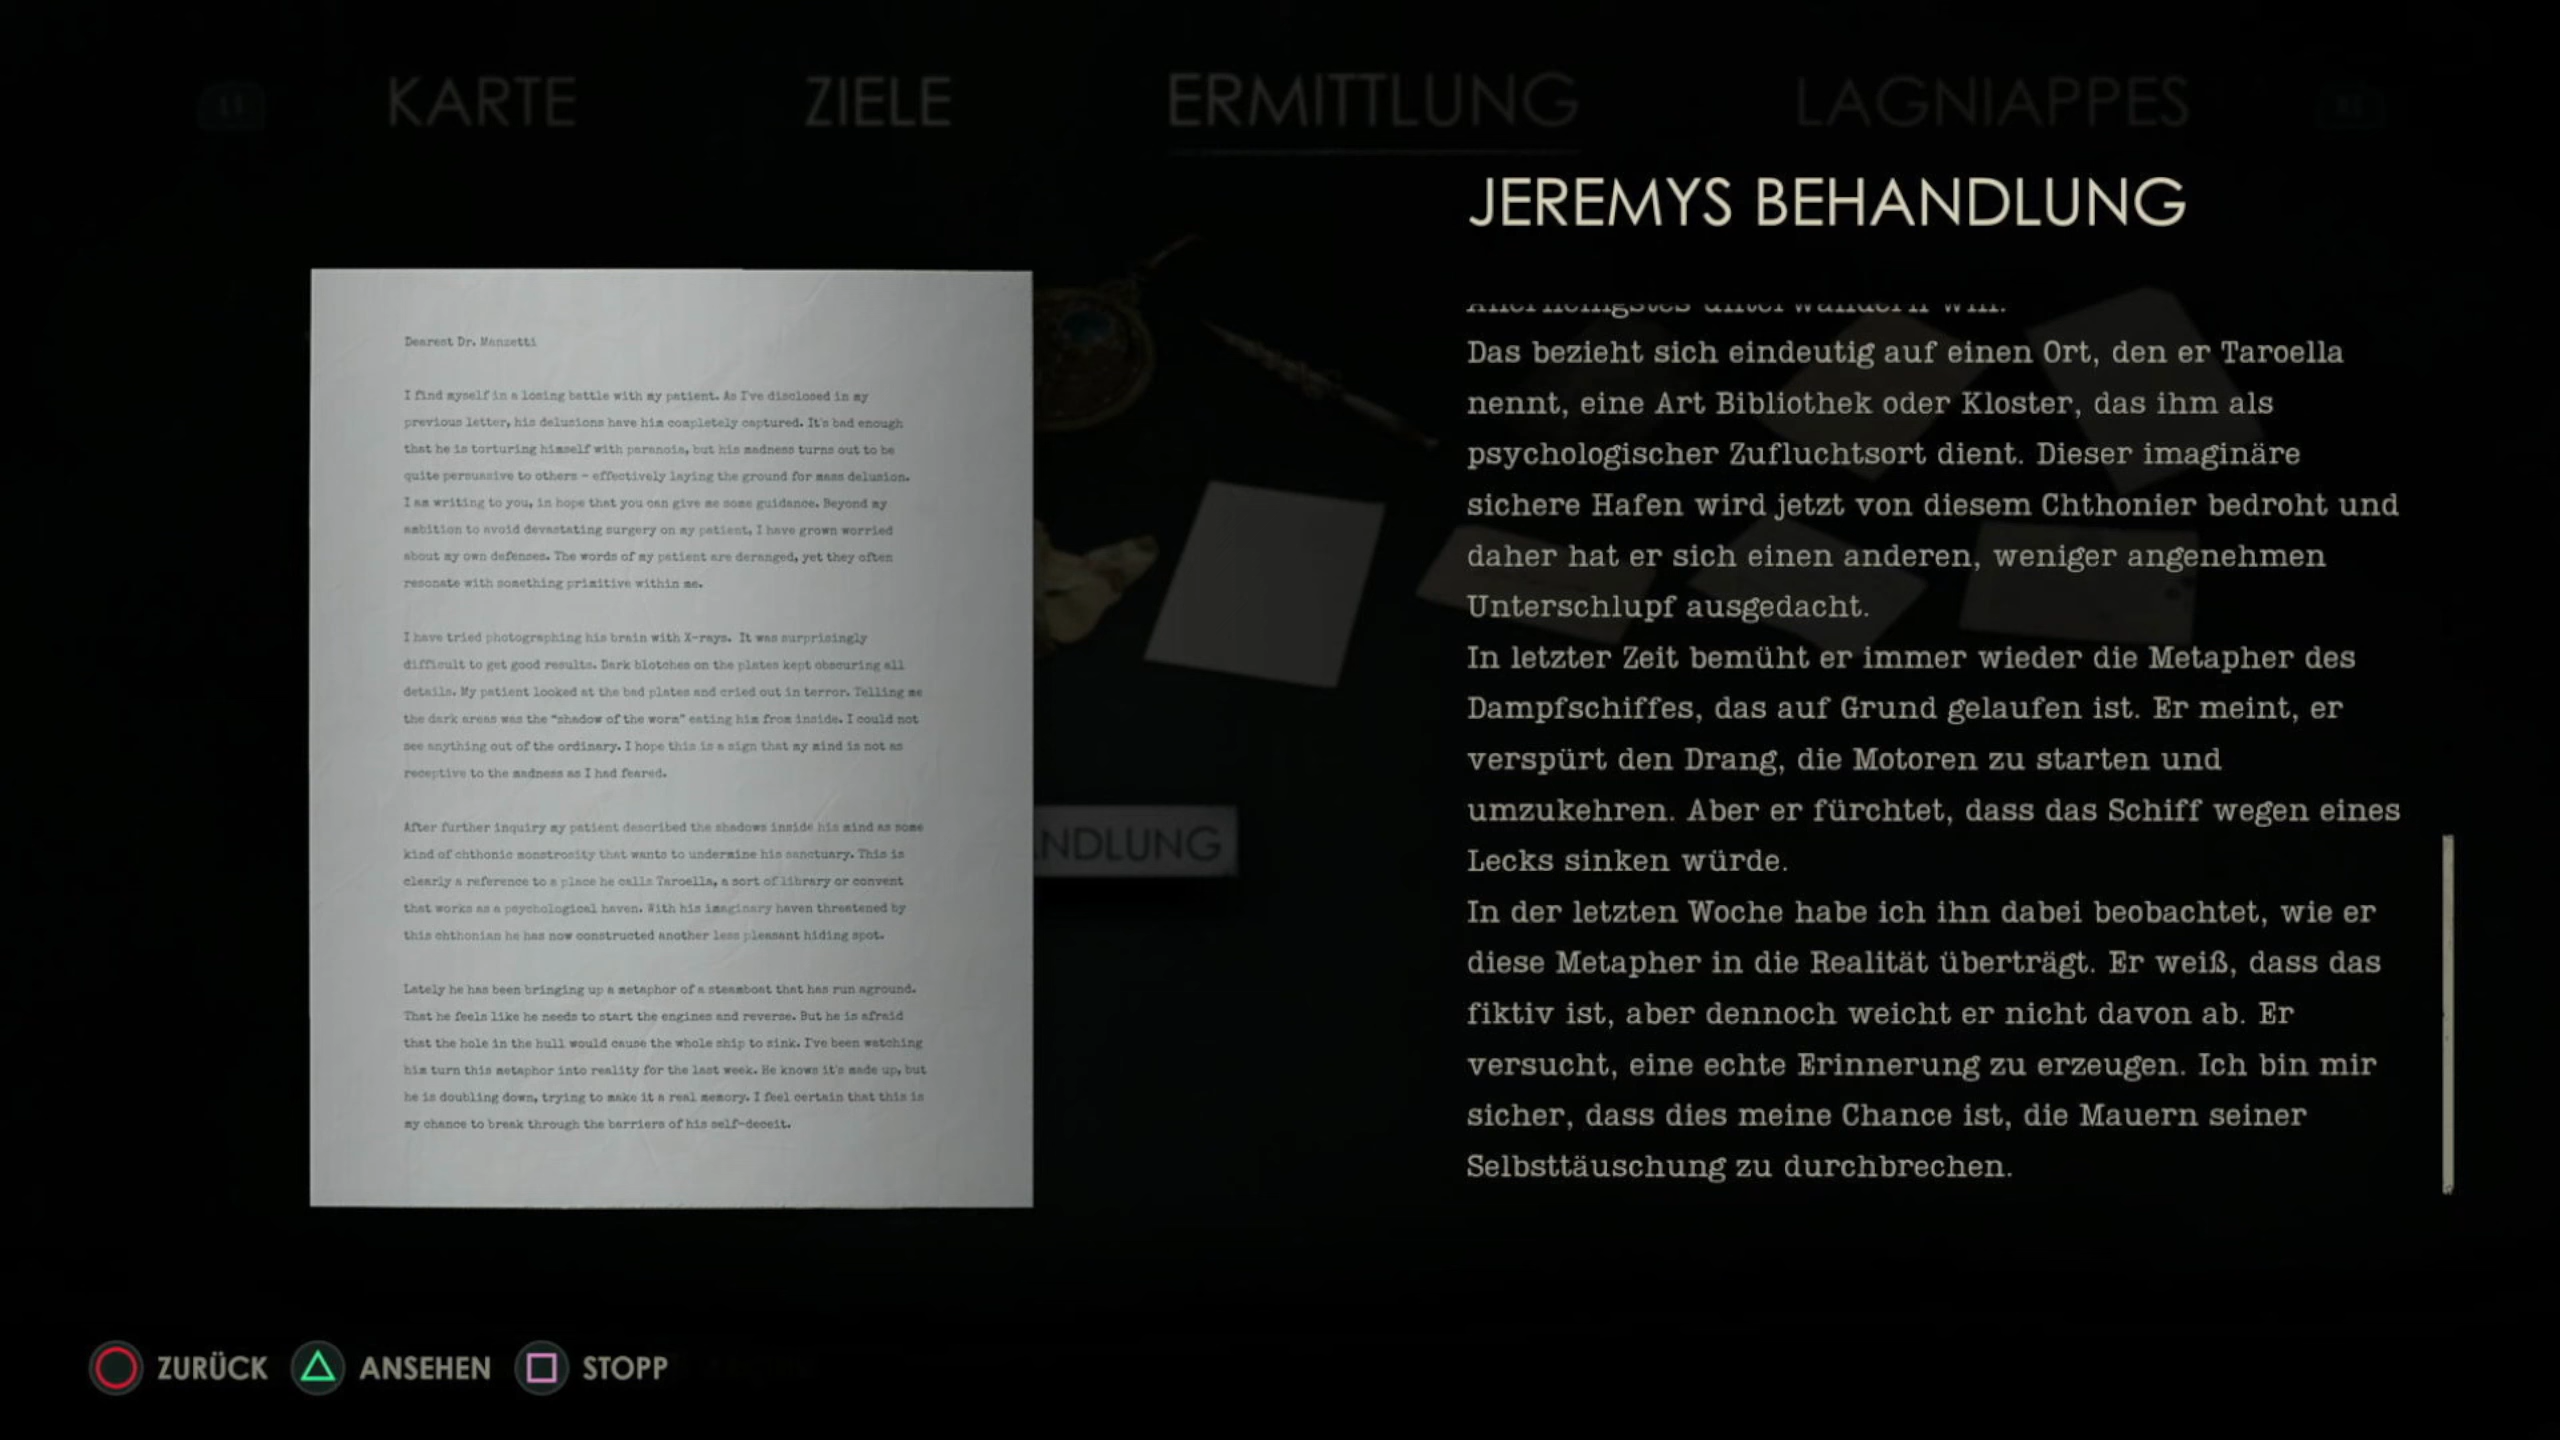 KARTE
ZIELE
ERMITTLUNG
LAGNIAPPES
JEREMYS BEHANDLUNG
Dearest Dr. Manzetti
I find myself in a losing battle with my patient. As I've disclosed in my
previous letter, his delusions have him completely captured. It's bad enough
that he is torturing himself with paranoia, but his madness turns out to be
quite persuasive to others - effectively laying the ground for mass delusion.
I am writing to you, in hope that you can give me some guidance. Beyond my
ambition to avoid devastating surgery on my patient, I have grown worried
about my own defenses. The words of my patient are deranged, yet they often
resonate with something primitive within me.
I have tried photographing his brain with X-rays. It was surprisingly
difficult to get good results. Dark blotches on the plates kept obscuring all
details. My patient looked at the bad plates and cried out in terror. Telling me
the dark areas was the "shadow of the worm" eating him from inside. I could not
see anything out of the ordinary. I hope this is a sign that my mind is not as
receptive to the madness as I had feared.
After further inquiry my patient described the shadows inside his mind as some
kind of chthonic monstrosity that wants to undermine his sanctuary. This is
clearly a reference to a place he calls Taroella, a sort of library or convent
that works as a psychological haven. With his imaginary haven threatened by
this chthonian he has now constructed another less pleasant hiding spot.
Lately he has been bringing up a metaphor of a steamboat that has run aground.
That he feels like he needs to start the engines and reverse. But he is afraid
that the hole in the hull would cause the whole ship to sink. I've been watching
him turn this metaphor into reality for the last week. He knows it's made up, but
he is doubling down, trying to make it a real memory. I feel certain that this is
my chance to break through the barriers of his self-deceit.
NDLUNG
Allerheiligstes unterwandern will.
Das bezieht sich eindeutig auf einen Ort, den er Taroella
nennt, eine Art Bibliothek oder Kloster, das ihm als
psychologischer Zufluchtsort dient. Dieser imaginäre
sichere Hafen wird jetzt von diesem Chthonier bedroht und
daher hat er sich einen anderen, weniger angenehmen
Unterschlupf ausgedacht.
In letzter Zeit bemüht er immer wieder die Metapher des
Dampfschiffes, das auf Grund gelaufen ist. Er meint, er
verspürt den Drang, die Motoren zu starten und
umzukehren. Aber er fürchtet, dass das Schiff wegen eines
Lecks sinken würde.
In der letzten Woche habe ich ihn dabei beobachtet, wie er
diese Metapher in die Realität überträgt. Er weiß, dass das
fiktiv ist, aber dennoch weicht er nicht davon ab. Er
versucht, eine echte Erinnerung zu erzeugen. Ich bin mir
sicher, dass dies meine Chance ist, die Mauern seiner
Selbsttäuschung zu durchbrechen.
ZURÜCK
ANSEHEN
STOPP